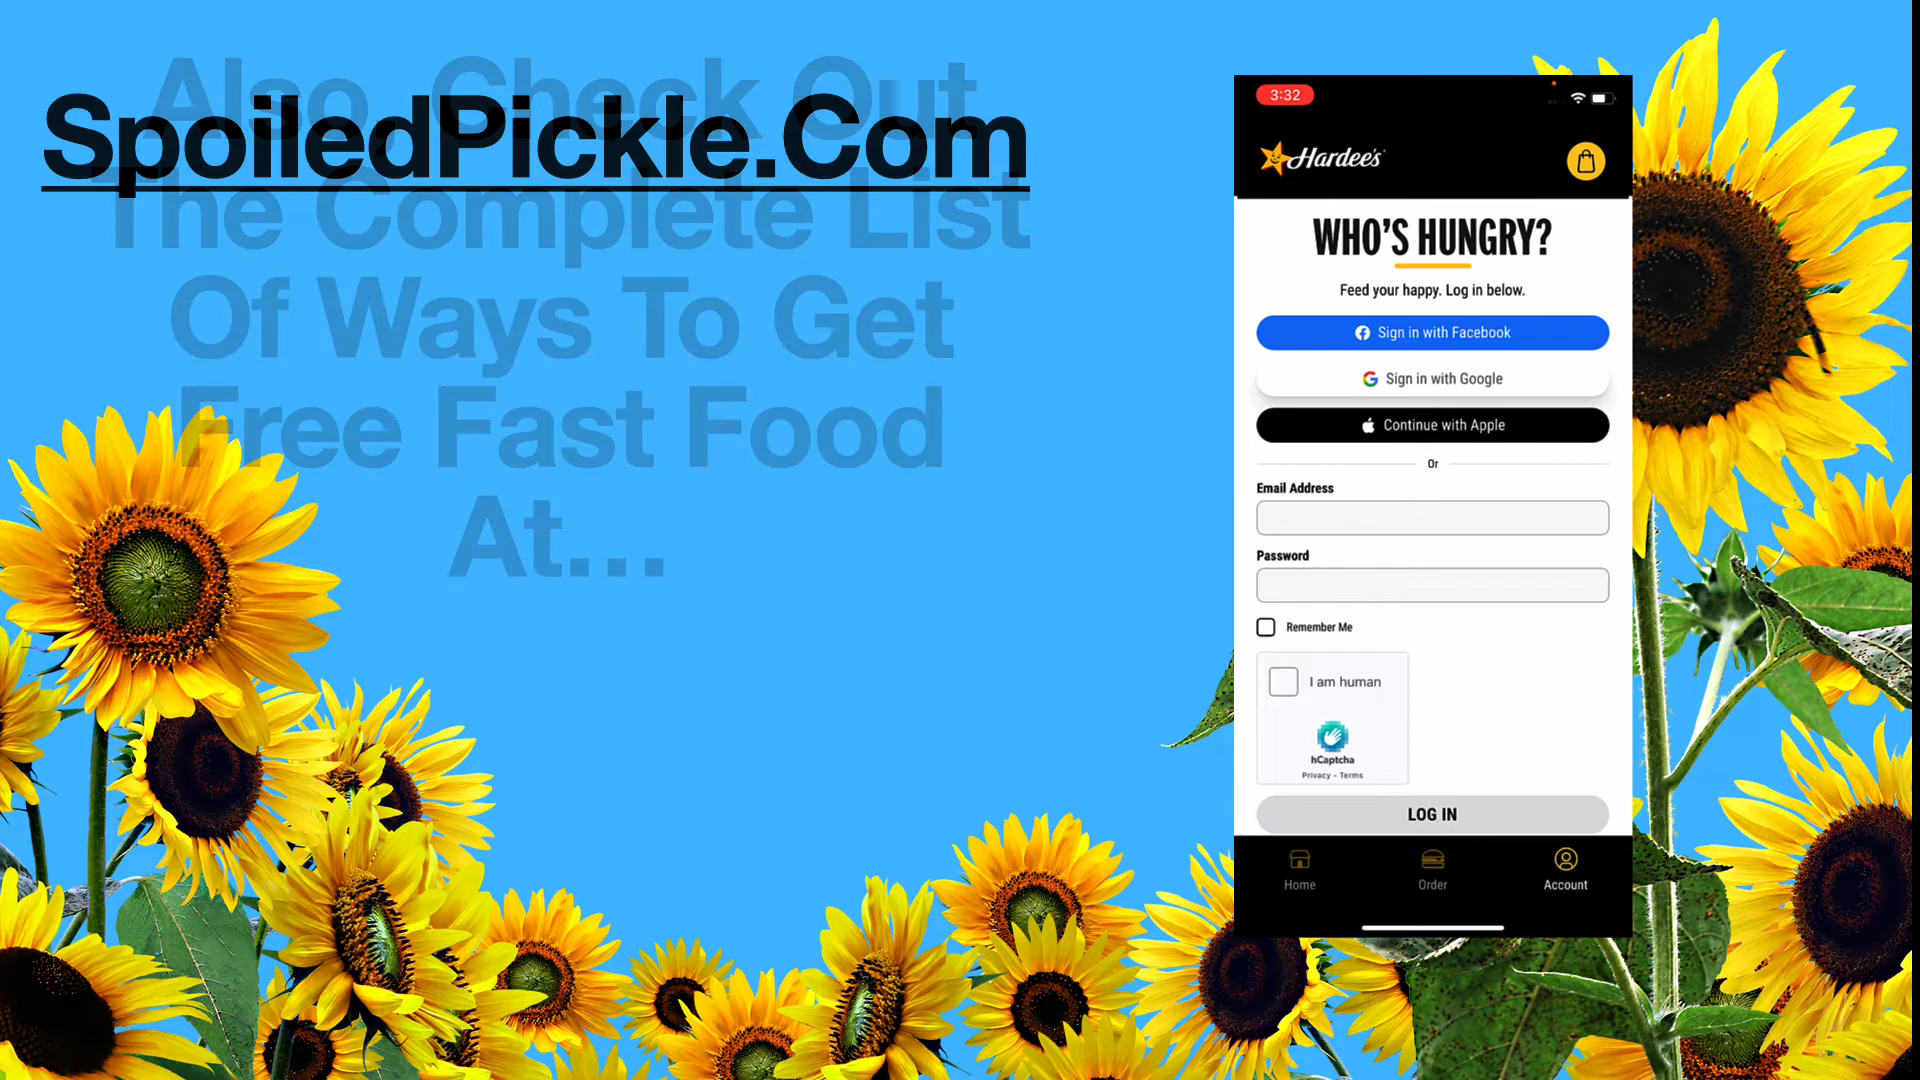 Also, Check Out
SpoiledPickle.Com
The Complete List
Of Ways To Get
Free Fast Food
At...
3:32
Hardee's
WHO'S HUNGRY?
Feed your happy. Log in below.
Sign in with Facebook
Sign in with Google
Continue with Apple
Or
Email Address
Password
Remember Me
I am human
hCaptcha
Privacy - Terms
LOG IN
Home
Order
Account